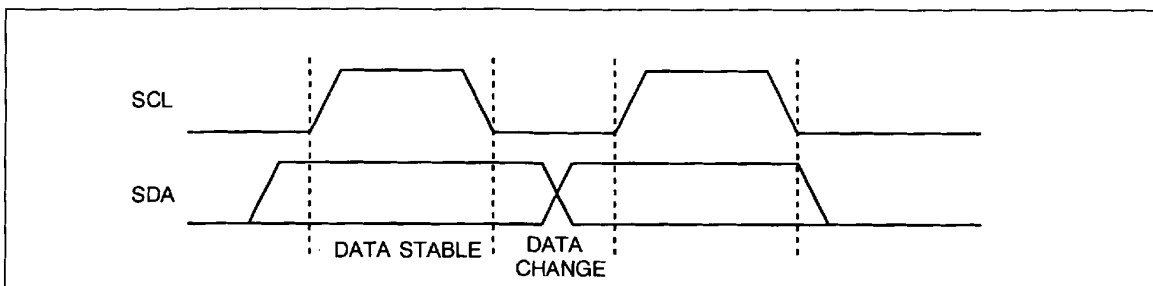 SCL
SDA
DATA STABLE
DATA
CHANGE